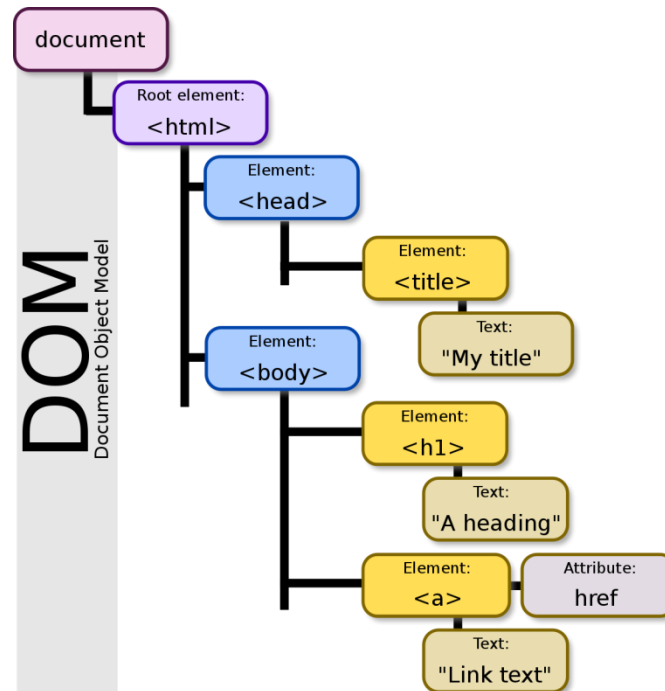 document
Root element:
<html>
Element:
<head>
Element:
<title>
Text:
"My title"
Element:
<body>
Element:
<h1>
Text:
"A heading"
Element:
<a>
Attribute:
href
Text:
"Link text"
DOM
Document Object Model